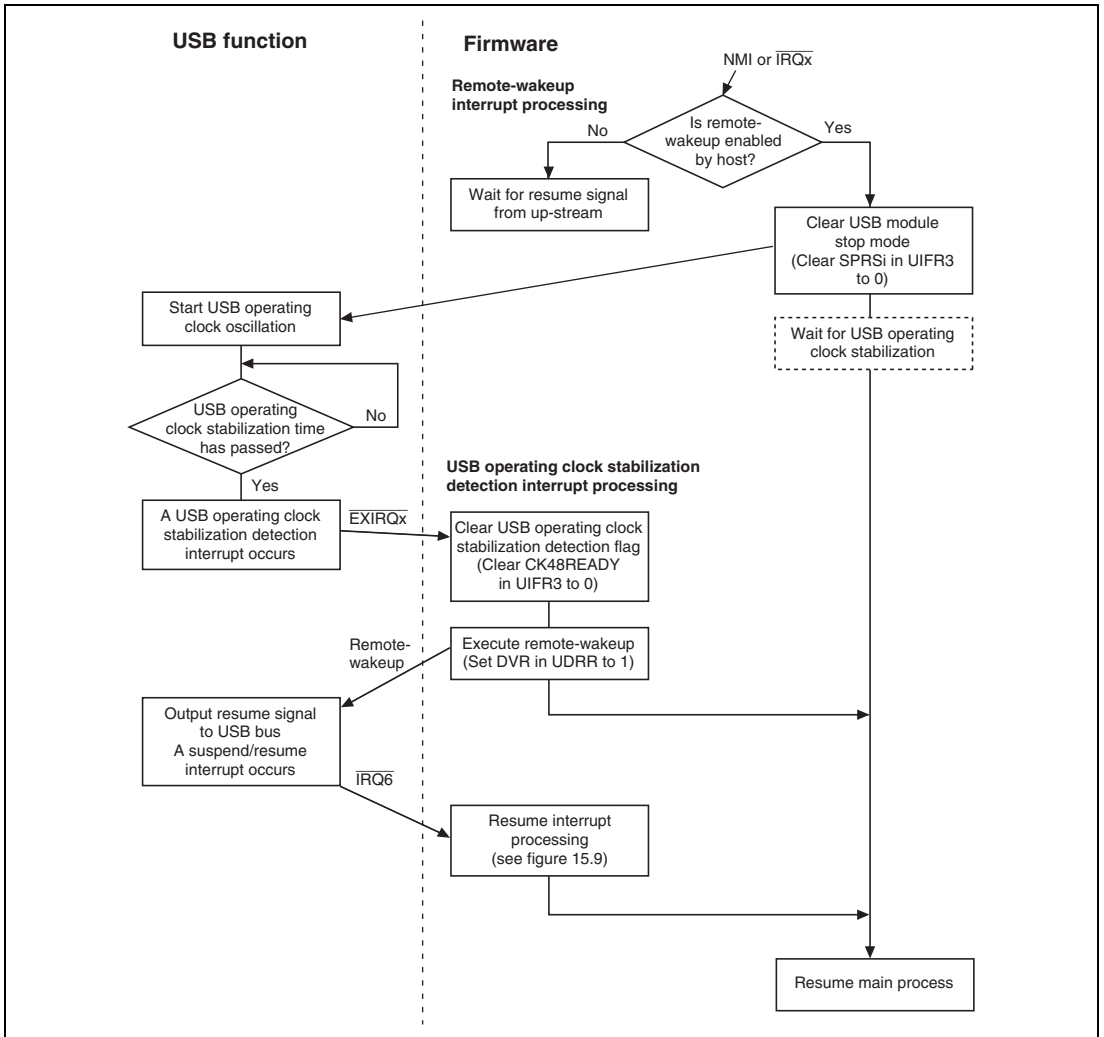 USB function
Firmware
NMI or IRQx
Remote-wakeup
interrupt processing
Is remote-
wakeup enabled
by host?
No
Yes
Wait for resume signal
from up-stream
Clear USB module
stop mode
(Clear SPRSi in UIFR3
to 0)
Start USB operating
clock oscillation
Wait for USB operating
clock stabilization
USB operating
clock stabilization time
has passed?
No
Yes
USB operating clock stabilization
detection interrupt processing
A USB operating clock
stabilization detection
interrupt occurs
EXIRQx
Clear USB operating clock
stabilization detection flag
(Clear CK48READY
in UIFR3 to 0)
Remote-
wakeup
Execute remote-wakeup
(Set DVR in UDRR to 1)
Output resume signal
to USB bus
A suspend/resume
interrupt occurs
IRQ6
Resume interrupt
processing
(see figure 15.9)
Resume main process